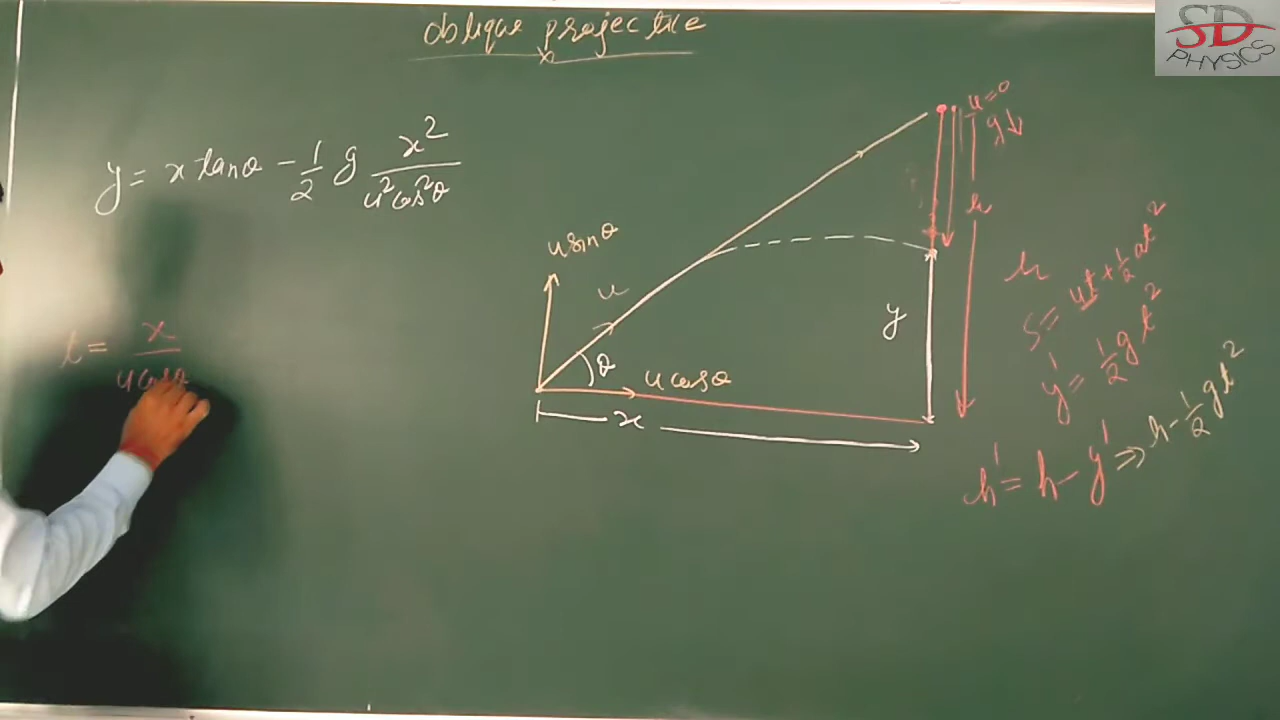 oblique projectile
SD
PHYSICS
y = x tanθ - 1/2 g x²/u²cos²θ
t = x/ucosθ
usinθ
u
θ
ucosθ
x
y
u=0
g↓
h
h
s = ut + 1/2 at²
y' = 1/2 gt²
h' = h - y' ⇒ h - 1/2 gt²